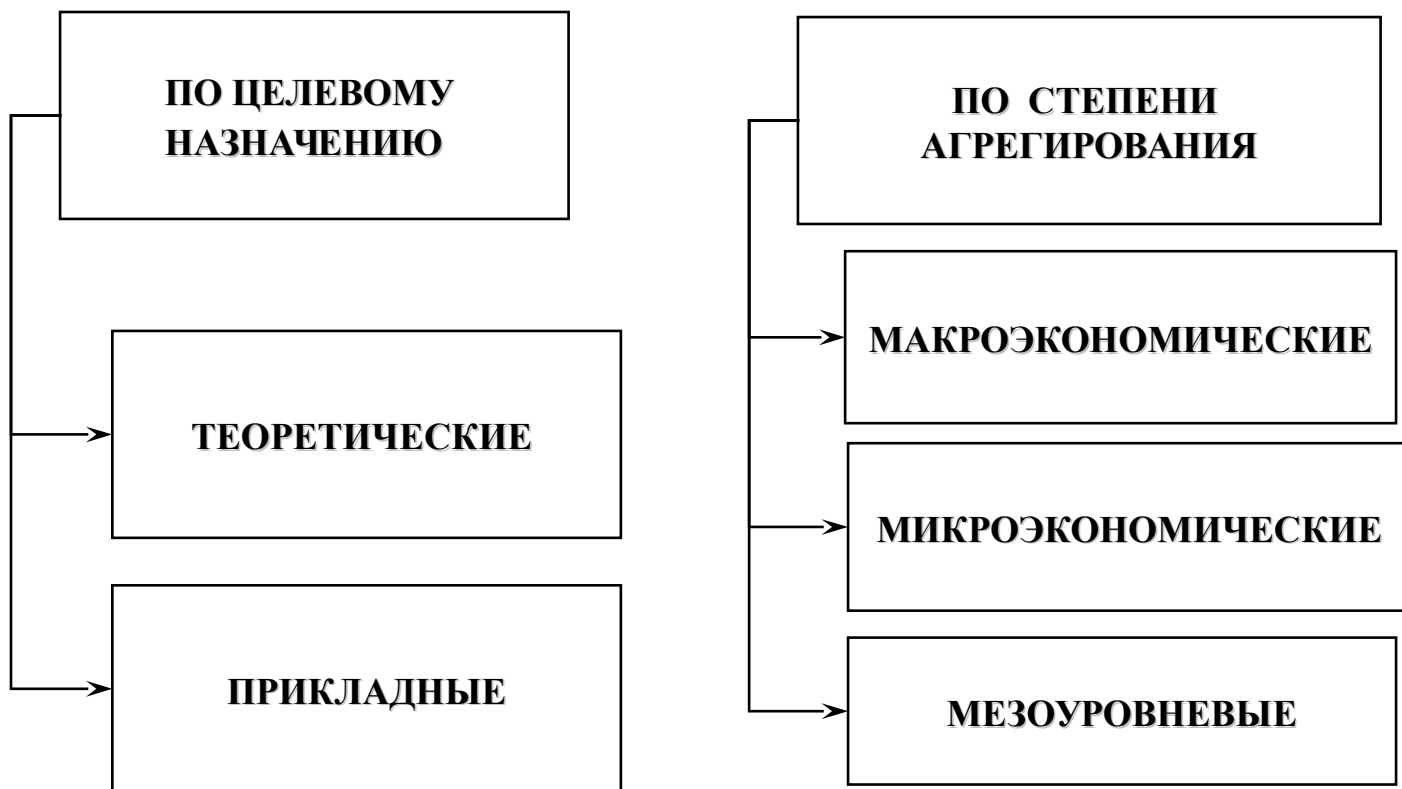 ПО ЦЕЛЕВОМУ
НАЗНАЧЕНИЮ
ТЕОРЕТИЧЕСКИЕ
ПРИКЛАДНЫЕ
ПО СТЕПЕНИ
АГРЕГИРОВАНИЯ
МАКРОЭКОНОМИЧЕСКИЕ
МИКРОЭКОНОМИЧЕСКИЕ
МЕЗОУРОВНЕВЫЕ